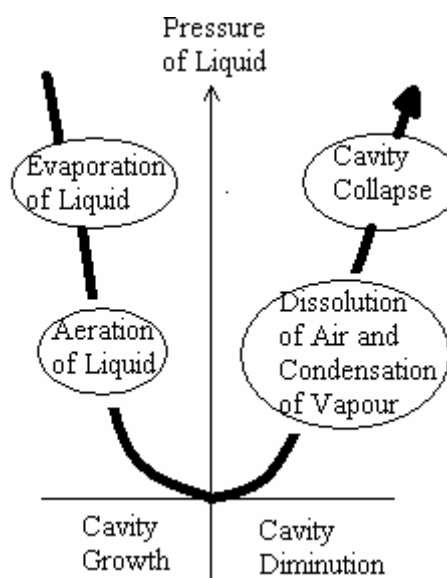 Pressure
of Liquid
Evaporation
of Liquid
Cavity
Collapse
Aeration
of Liquid
Dissolution
of Air and
Condensation
of Vapour
Cavity
Growth
Cavity
Diminution